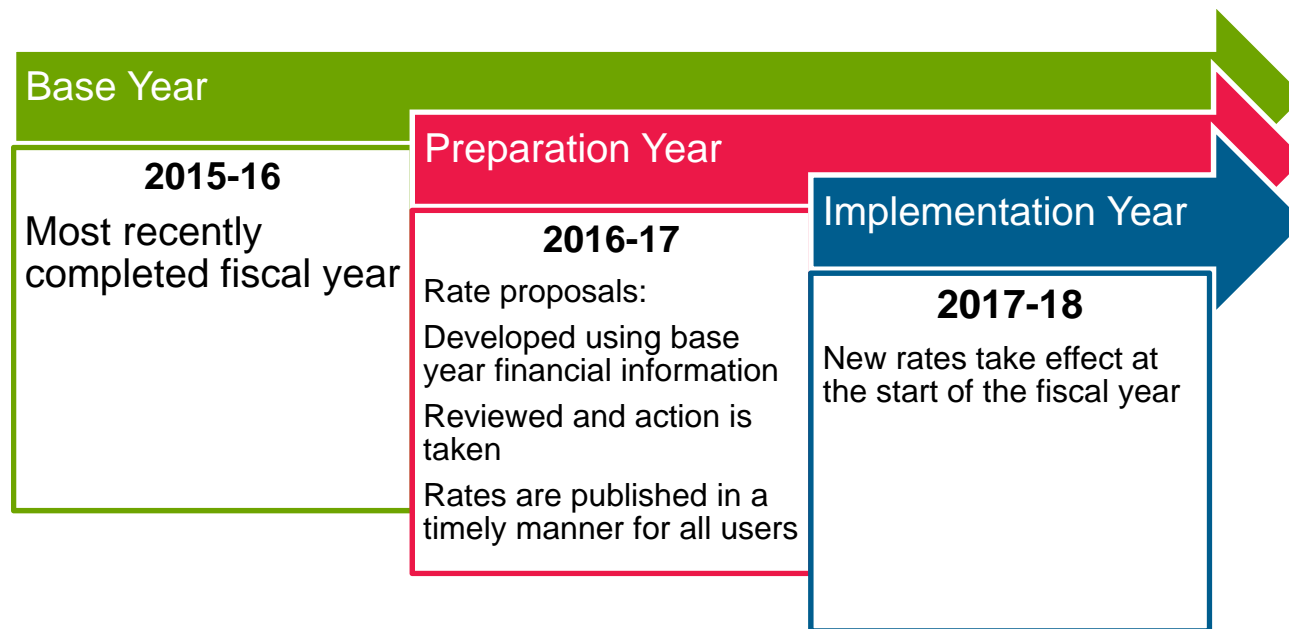 Base Year
2015-16
Most recently
completed fiscal year
Preparation Year
2016-17
Rate proposals:
Developed using base
year financial information
Reviewed and action is
taken
Rates are published in a
timely manner for all users
Implementation Year
2017-18
New rates take effect at
the start of the fiscal year